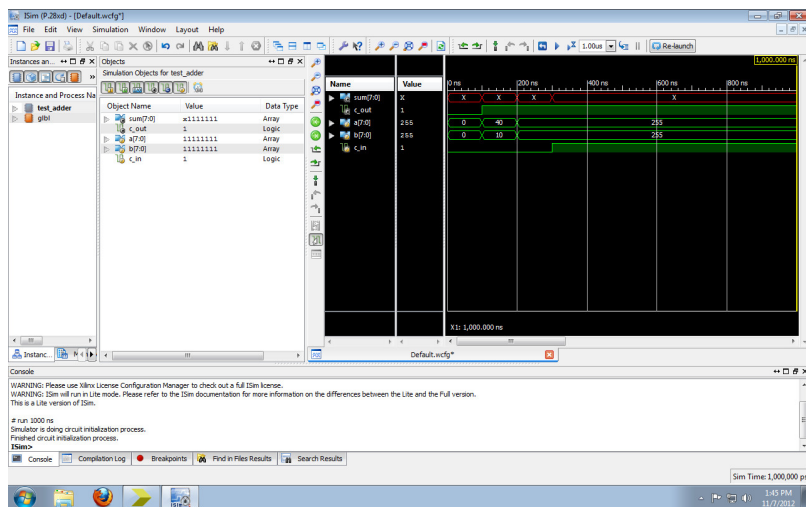 ISim (P.28xd) - [Default.wcfg*]
File Edit View Simulation Window Layout Help
1.00us Re-launch
Instances an...
Instance and Process Na
test_adder
glbl
Objects
Simulation Objects for test_adder
Object Name Value Data Type
sum[7:0] x1111111 Array
c_out 1 Logic
a[7:0] 11111111 Array
b[7:0] 11111111 Array
c_in 1 Logic
1,000.000 ns
Name Value
0 ns 200 ns 400 ns 600 ns 800 ns
sum[7:0] X X X X X
c_out 1
a[7:0] 255 0 40 255
b[7:0] 255 0 10 255
c_in 1
X1: 1,000.000 ns
Instanc...
Default.wcfg*
Console
WARNING: Please use Xilinx License Configuration Manager to check out a full ISim license.
WARNING: ISim will run in Lite mode. Please refer to the ISim documentation for more information on the differences between the Lite and the Full version.
This is a Lite version of ISim.
# run 1000 ns
Simulator is doing circuit initialization process.
Finished circuit initialization process.
ISim>
Console Compilation Log Breakpoints Find in Files Results Search Results
Sim Time: 1,000,000 ps
1:45 PM
11/7/2012